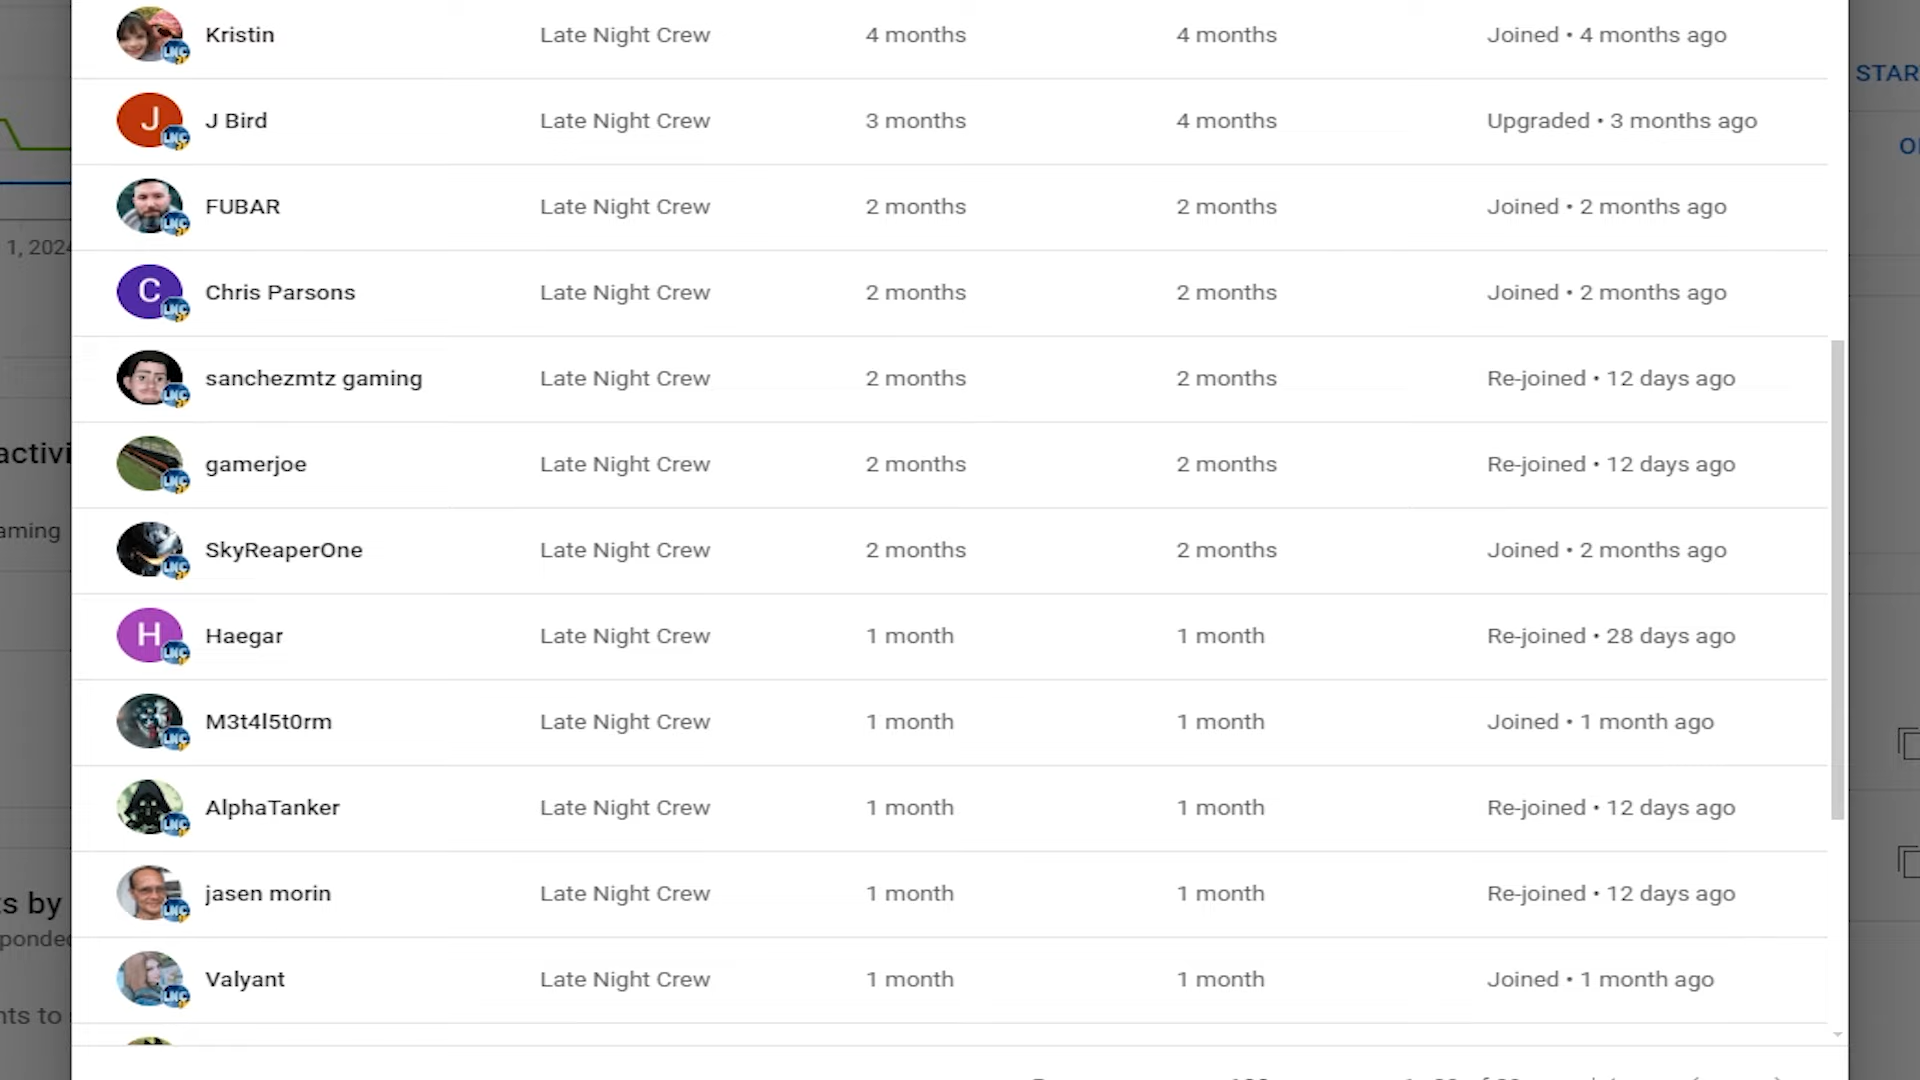 Kristin Late Night Crew 4 months 4 months Joined • 4 months ago
STAR
J Bird Late Night Crew 3 months 4 months Upgraded • 3 months ago
FUBAR Late Night Crew 2 months 2 months Joined • 2 months ago
1, 2024
Chris Parsons Late Night Crew 2 months 2 months Joined • 2 months ago
sanchezmtz gaming Late Night Crew 2 months 2 months Re-joined • 12 days ago
activi
gamerjoe Late Night Crew 2 months 2 months Re-joined • 12 days ago
aming
SkyReaperOne Late Night Crew 2 months 2 months Joined • 2 months ago
Haegar Late Night Crew 1 month 1 month Re-joined • 28 days ago
M3t4l5t0rm Late Night Crew 1 month 1 month Joined • 1 month ago
AlphaTanker Late Night Crew 1 month 1 month Re-joined • 12 days ago
jasen morin Late Night Crew 1 month 1 month Re-joined • 12 days ago
ts by
ponded
Valyant Late Night Crew 1 month 1 month Joined • 1 month ago
nts to